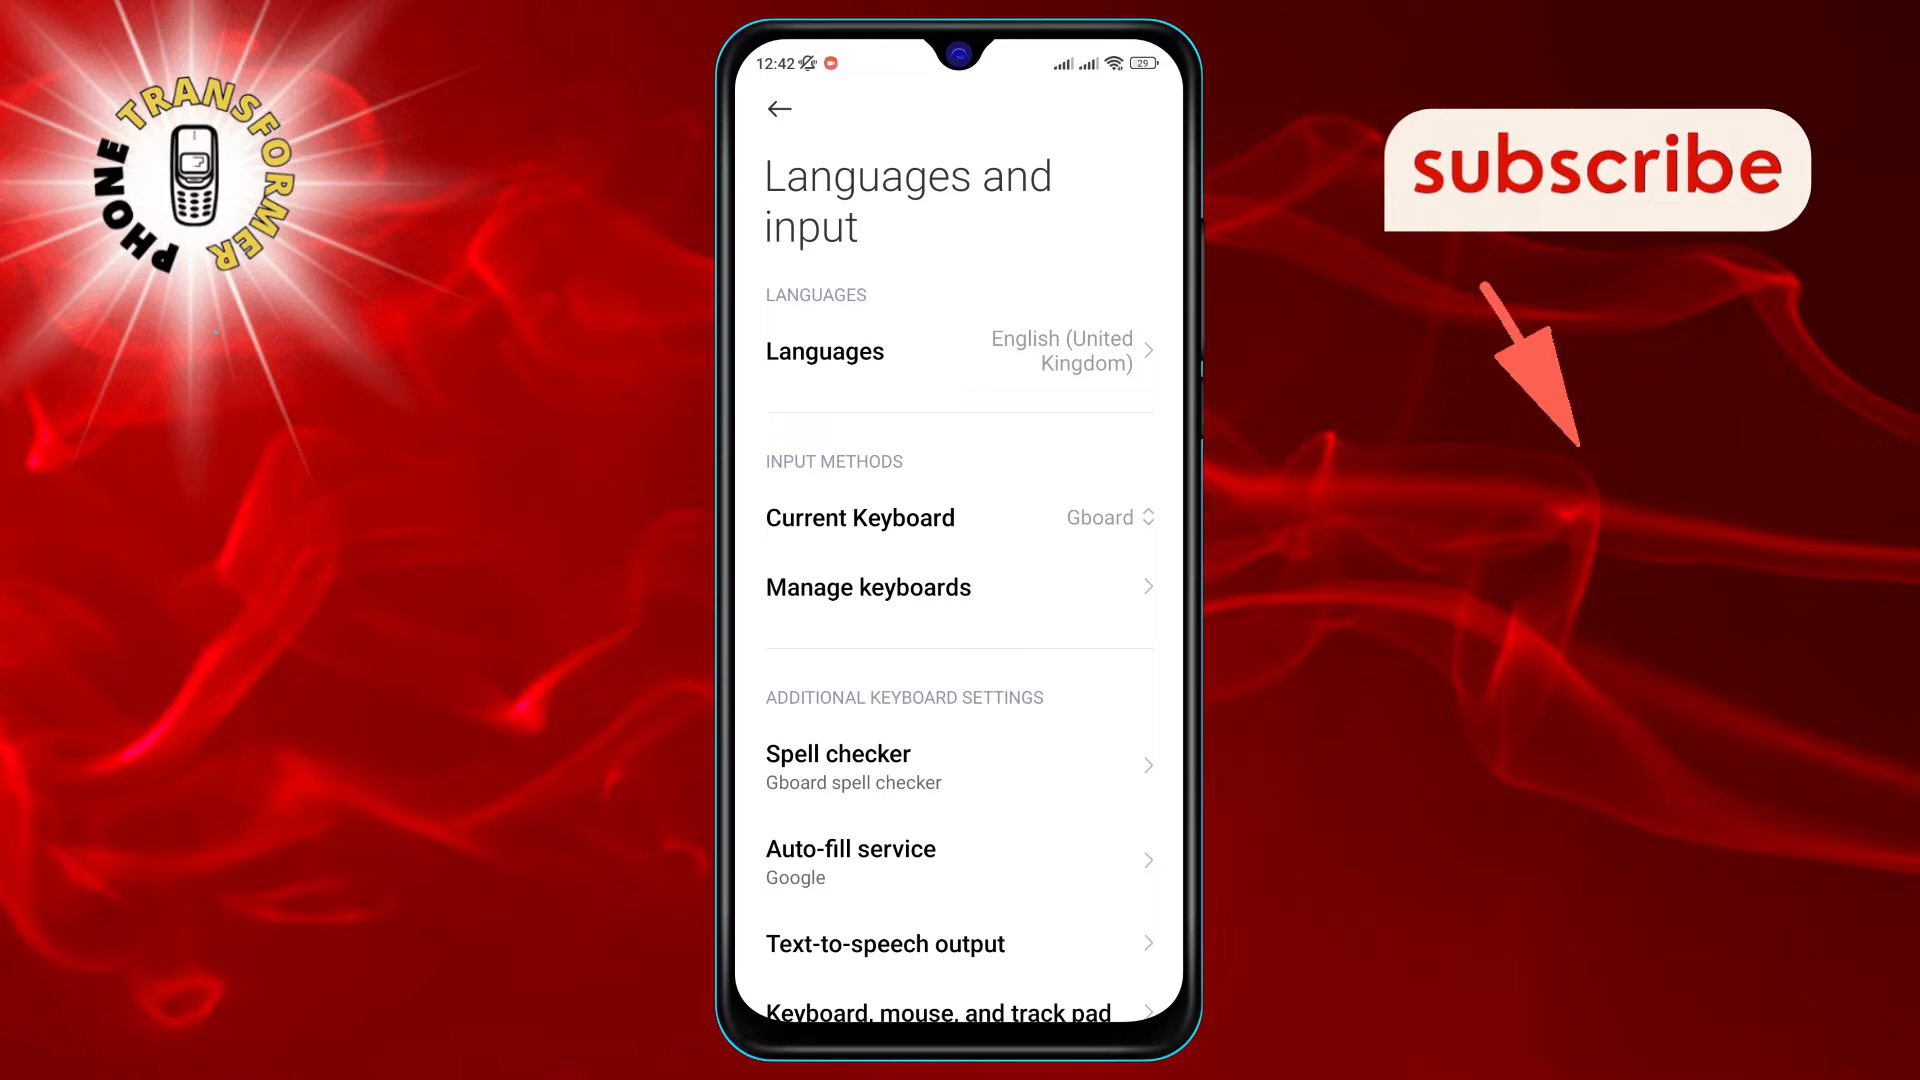 PHONE TRANSFORMER
subscribe
12:42
29
Languages and
input
LANGUAGES
Languages
English (United
Kingdom)
INPUT METHODS
Current Keyboard
Gboard
Manage keyboards
ADDITIONAL KEYBOARD SETTINGS
Spell checker
Gboard spell checker
Auto-fill service
Google
Text-to-speech output
Keyboard, mouse, and track pad